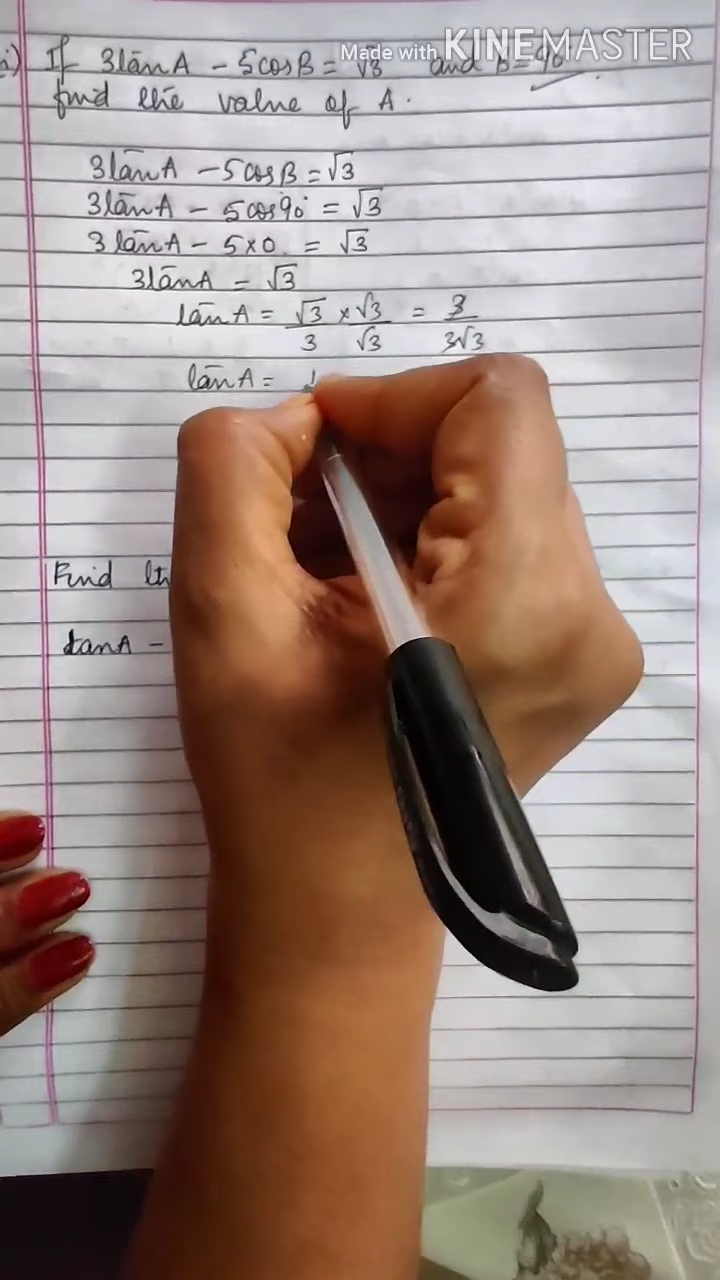 i) If 3tanA - 5cosB = √3 and B = 90°
Made with KINEMASTER
find the value of A.
3tanA - 5cosB = √3
3tanA - 5cos90° = √3
3tanA - 5×0 = √3
3tanA = √3
tanA = √3/3 × √3/√3 = 3/3√3
tanA = 1
Find
tanA -